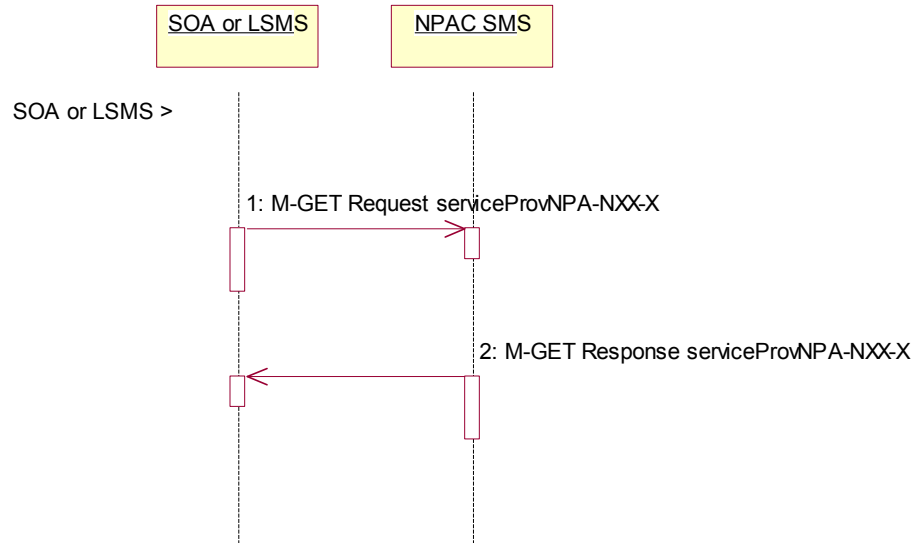 SOA or LSMS
NPAC SMS
SOA or LSMS >
1: M-GET Request serviceProvNPA-NXX-X
2: M-GET Response serviceProvNPA-NXX-X